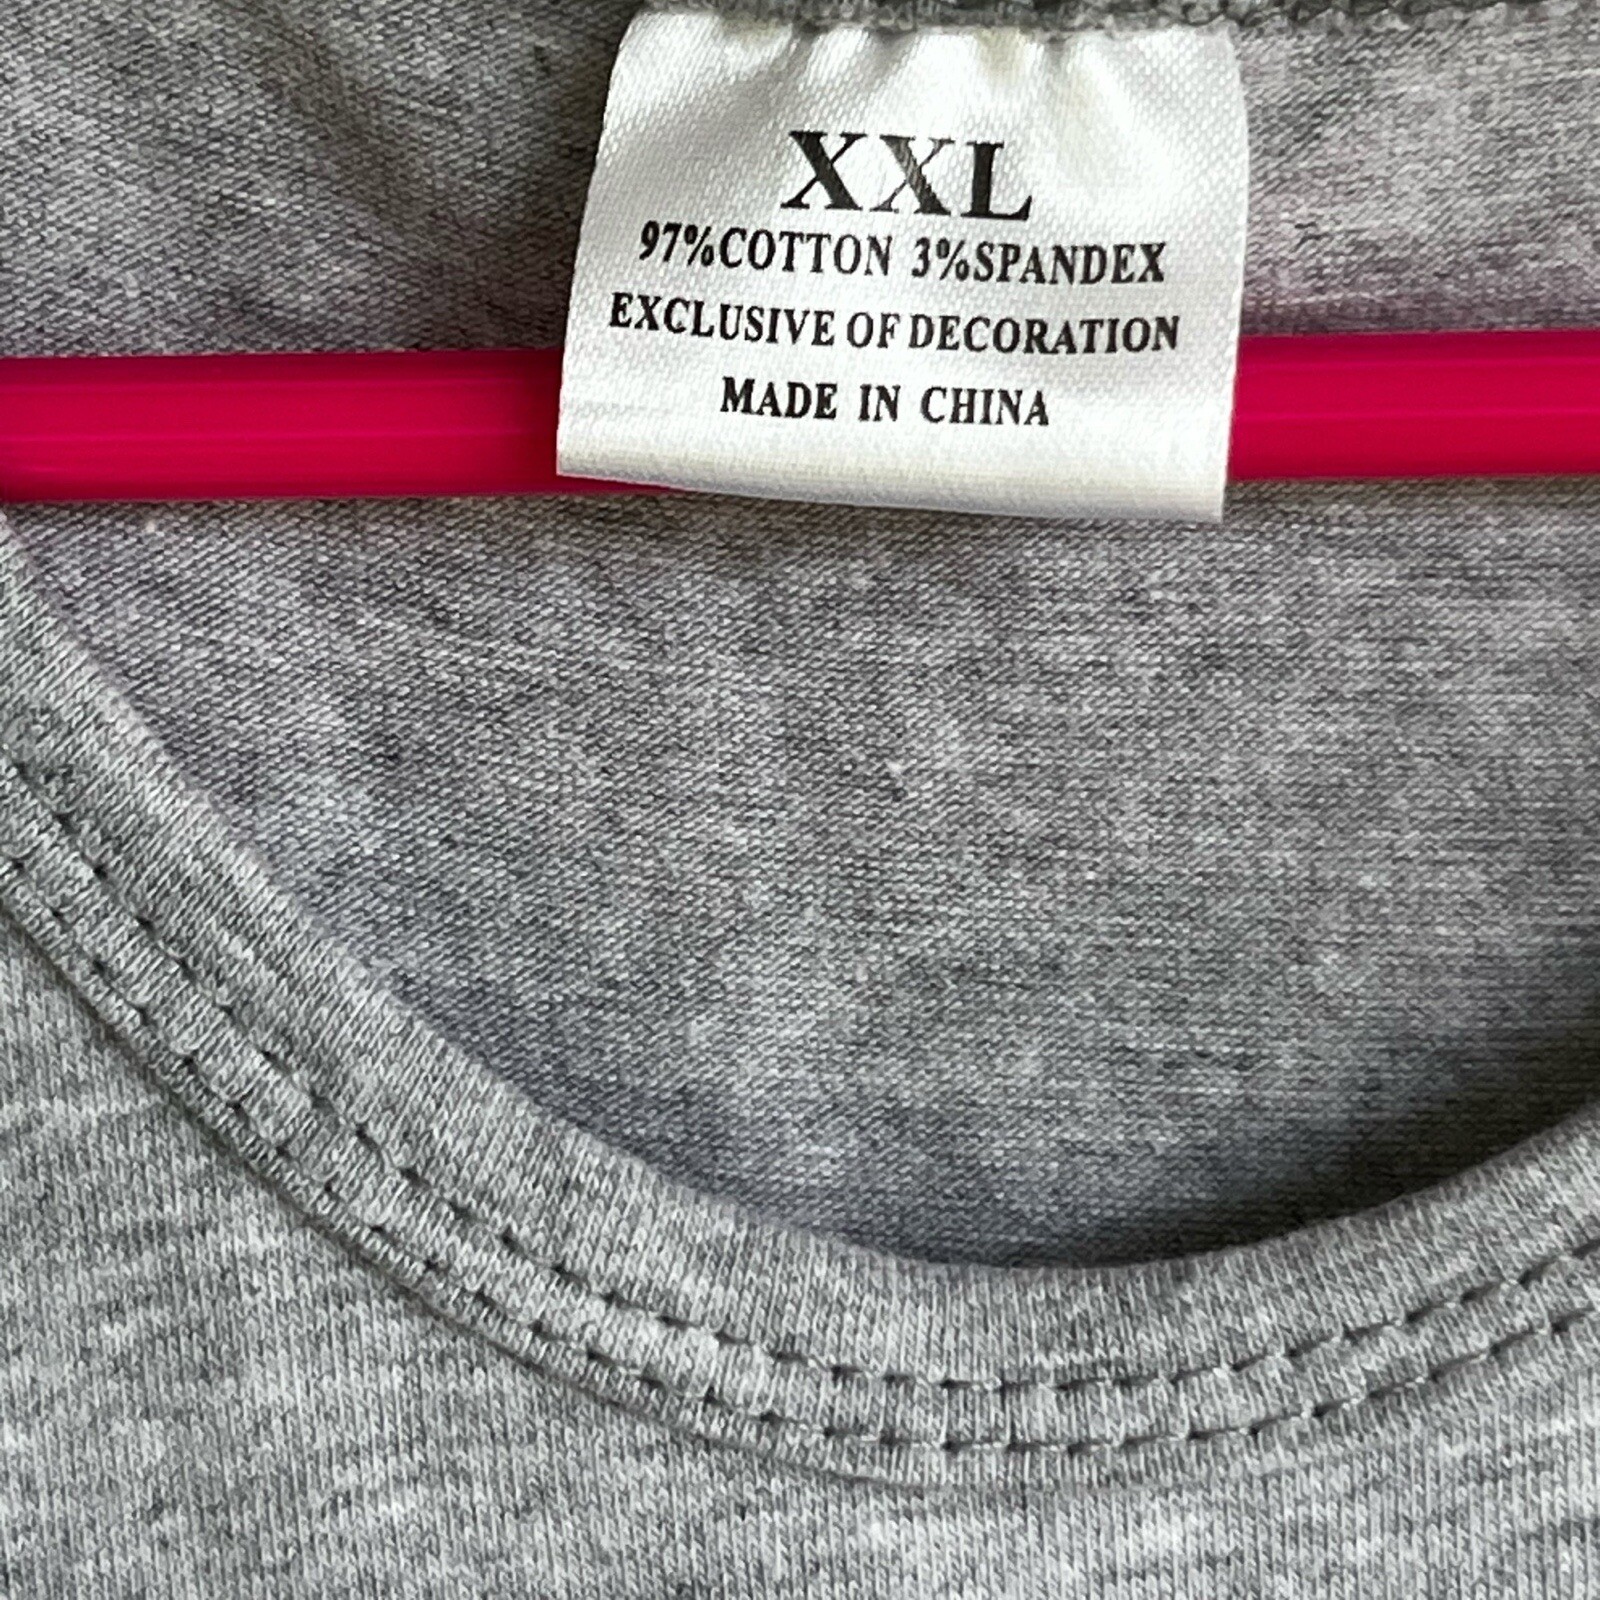 XXL
97%COTTON 3%SPANDEX
EXCLUSIVE OF DECORATION
MADE IN CHINA